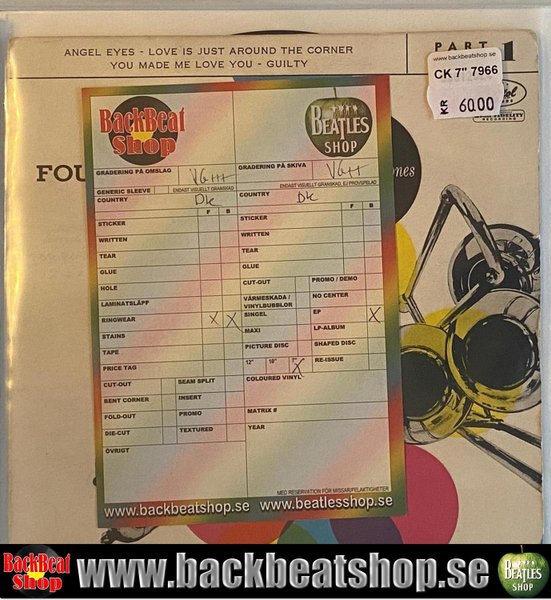 ANGEL EYES - LOVE IS JUST AROUND THE CORNER
YOU MADE ME LOVE YOU - GUILTY
PART 1
www.backbeatshop.se
CK 7" 7966
KR 60.00
HIGH FIDELITY
RECORDING
FOU
mes
BackBeat
Shop
BEATLES
SHOP
GRADERING PÅ OMSLAG VG++
GRADERING PÅ SKIVA VG++
GENERIC SLEEVE
ENDAST VISUELLT GRANSKAD
ENDAST VISUELLT GRANSKAD, EJ PROVSPELAD
COUNTRY DK
COUNTRY DK
F B
F B
STICKER
STICKER
WRITTEN
WRITTEN
TEAR
TEAR
GLUE
GLUE
HOLE
CUT-OUT
PROMO / DEMO
LAMINATSLÄPP
VÄRMESKADA /
VINYLBUBBLOR
NO CENTER
RINGWEAR X X
SINGEL
EP X
STAINS
MAXI
LP-ALBUM
TAPE
PICTURE DISC
SHAPED DISC
PRICE TAG
12" 10" 7" X
RE-ISSUE
CUT-OUT
SEAM SPLIT
COLOURED VINYL
BENT CORNER
INSERT
FOLD-OUT
PROMO
MATRIX #
DIE-CUT
TEXTURED
YEAR
ÖVRIGT
MED RESERVATION FÖR MISSAR/FELAKTIGHETER
www.backbeatshop.se www.beatlesshop.se
BackBeat
Shop
www.backbeatshop.se
BEATLES
SHOP